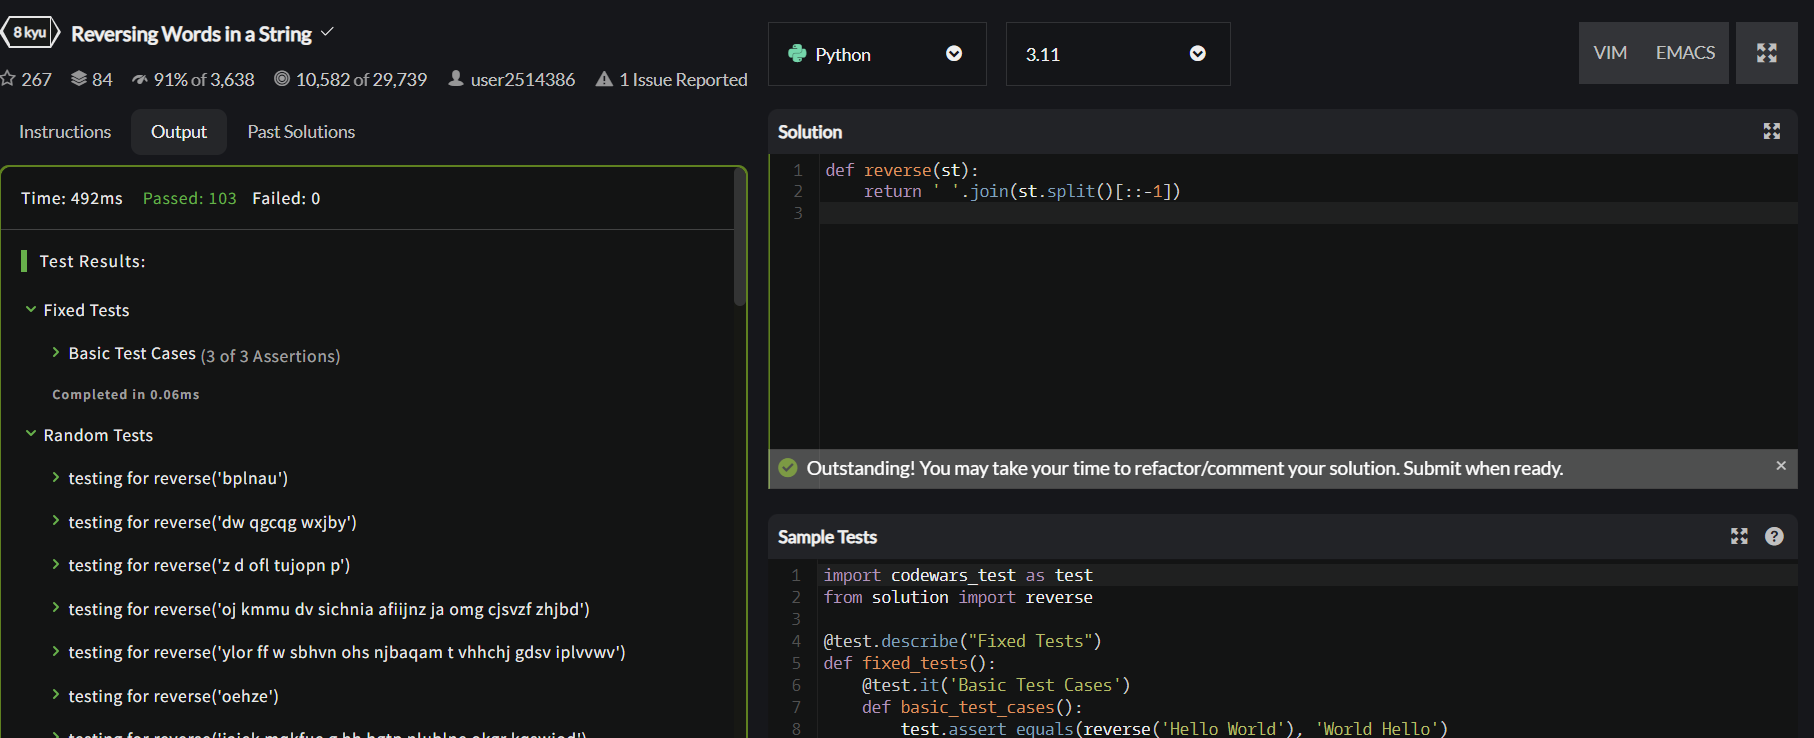 8 kyu Reversing Words in a String
267 84 91% of 3,638 10,582 of 29,739 user2514386 1 Issue Reported
Instructions Output Past Solutions
Time: 492ms Passed: 103 Failed: 0
Test Results:
Fixed Tests
Basic Test Cases (3 of 3 Assertions)
Completed in 0.06ms
Random Tests
testing for reverse('bplnau')
testing for reverse('dw qgcqg wxjby')
testing for reverse('z d ofl tujopn p')
testing for reverse('oj kmmu dv sichnia afiijnz ja omg cjsvzf zhjbd')
testing for reverse('ylor ff w sbhvn ohs njbaqam t vhhchj gdsv iplvvwv')
testing for reverse('oehze')
Python 3.11 VIM EMACS
Solution
1 def reverse(st):
2 return ' '.join(st.split()[::-1])
3
Outstanding! You may take your time to refactor/comment your solution. Submit when ready.
Sample Tests
1 import codewars_test as test
2 from solution import reverse
3
4 @test.describe("Fixed Tests")
5 def fixed_tests():
6 @test.it('Basic Test Cases')
7 def basic_test_cases():
8 test.assert_equals(reverse('Hello World'), 'World Hello')